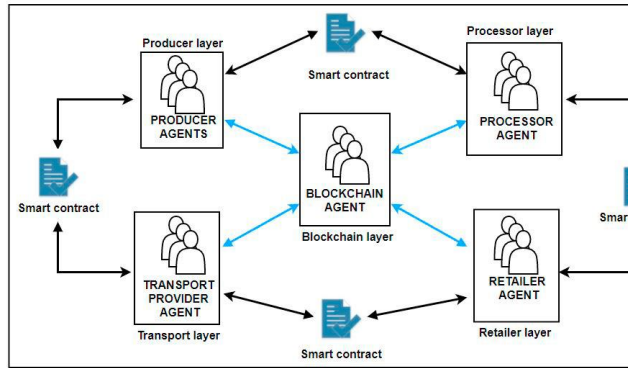 Producer layer
Processor layer
Smart contract
PRODUCER
AGENTS
PROCESSOR
AGENT
BLOCKCHAIN
AGENT
Smart contract
Smart
Blockchain layer
TRANSPORT
PROVIDER
AGENT
RETAILER
AGENT
Transport layer
Retailer layer
Smart contract